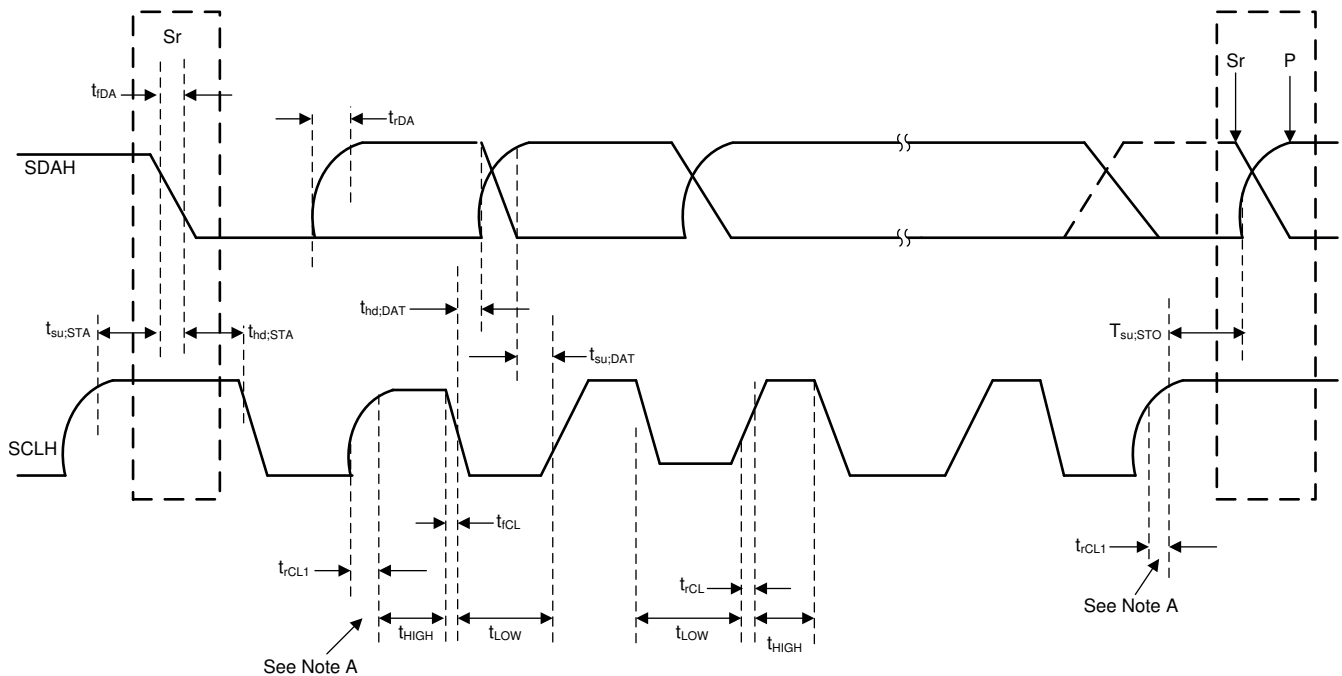 Sr
Sr P
tfDA
trDA
SDAH
thd;DAT
tsu;STA
thd;STA
Tsu;STO
tsu;DAT
SCLH
tfCL
trCL1
trCL
trCL1
See Note A
tHIGH
tLOW
tLOW
tHIGH
See Note A